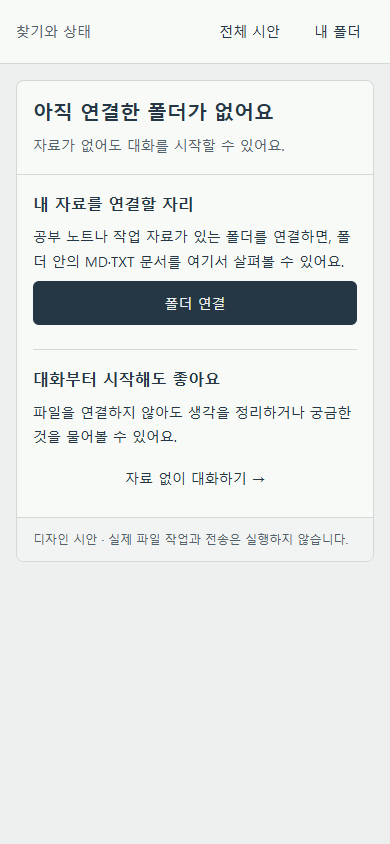 찾기와 상태
전체 시안
내 폴더
아직 연결한 폴더가 없어요
자료가 없어도 대화를 시작할 수 있어요.
내 자료를 연결할 자리
공부 노트나 작업 자료가 있는 폴더를 연결하면, 폴
더 안의 MD·TXT 문서를 여기서 살펴볼 수 있어요.
폴더 연결
대화부터 시작해도 좋아요
파일을 연결하지 않아도 생각을 정리하거나 궁금한
것을 물어볼 수 있어요.
자료 없이 대화하기 →
디자인 시안 · 실제 파일 작업과 전송은 실행하지 않습니다.